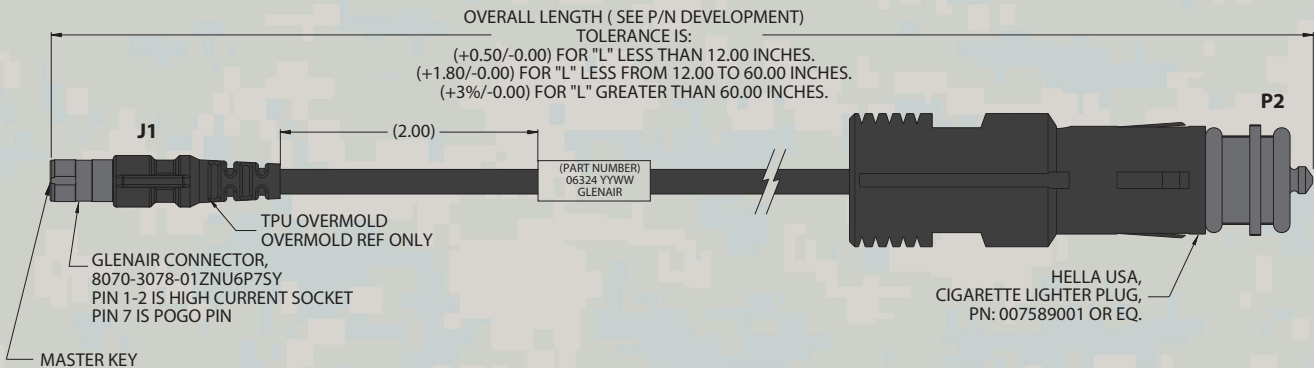 OVERALL LENGTH ( SEE P/N DEVELOPMENT)
TOLERANCE IS:
(+0.50/-0.00) FOR "L" LESS THAN 12.00 INCHES.
(+1.80/-0.00) FOR "L" LESS FROM 12.00 TO 60.00 INCHES.
(+3%/-0.00) FOR "L" GREATER THAN 60.00 INCHES.
P2
J1
(2.00)
(PART NUMBER)
06324 YYWW
GLENAIR
TPU OVERMOLD
OVERMOLD REF ONLY
GLENAIR CONNECTOR,
8070-3078-01ZNU6P7SY
PIN 1-2 IS HIGH CURRENT SOCKET
PIN 7 IS POGO PIN
HELLA USA,
CIGARETTE LIGHTER PLUG,
PN: 007589001 OR EQ.
MASTER KEY